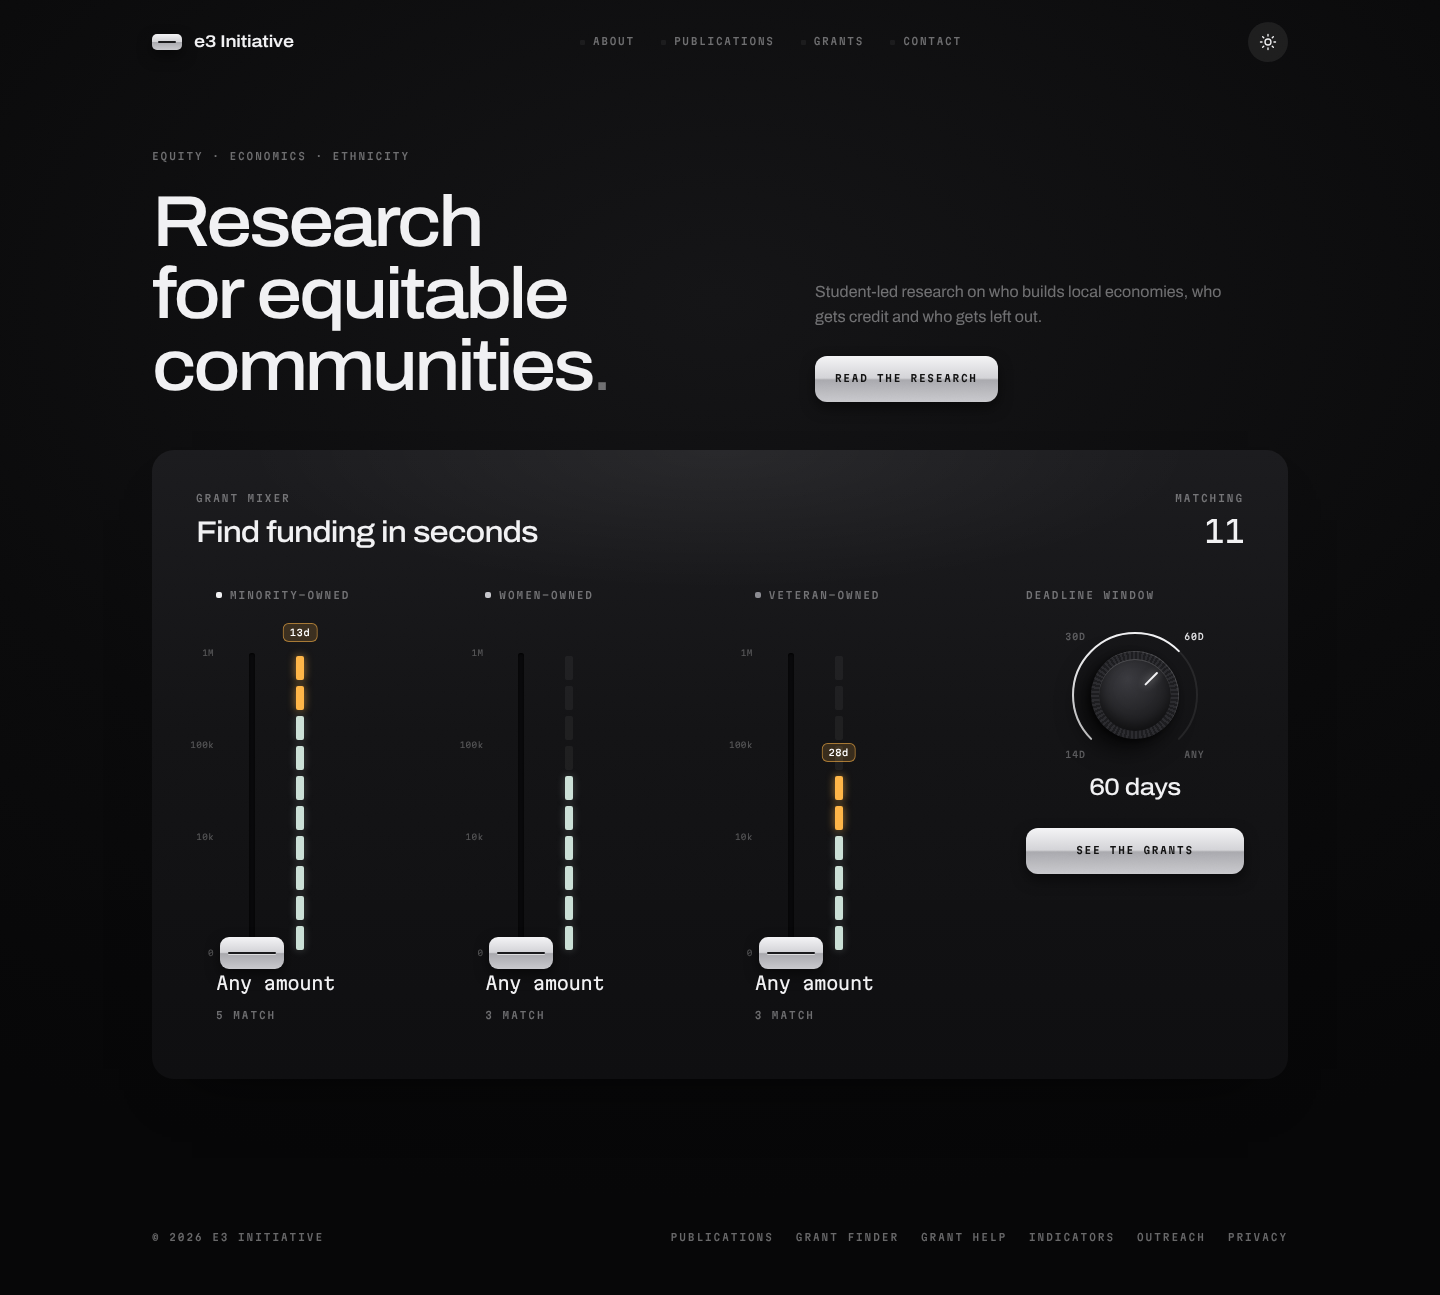 e3 Initiative
ABOUT
PUBLICATIONS
GRANTS
CONTACT
EQUITY · ECONOMICS · ETHNICITY
Research
for equitable
communities.
Student-led research on who builds local economies, who
gets credit and who gets left out.
READ THE RESEARCH
GRANT MIXER
Find funding in seconds
MATCHING
11
MINORITY-OWNED
13d
1M
100k
10k
0
Any amount
5 MATCH
WOMEN-OWNED
1M
100k
10k
0
Any amount
3 MATCH
VETERAN-OWNED
1M
100k
28d
10k
0
Any amount
3 MATCH
DEADLINE WINDOW
30D
60D
14D
ANY
60 days
SEE THE GRANTS
© 2026 E3 INITIATIVE
PUBLICATIONS
GRANT FINDER
GRANT HELP
INDICATORS
OUTREACH
PRIVACY